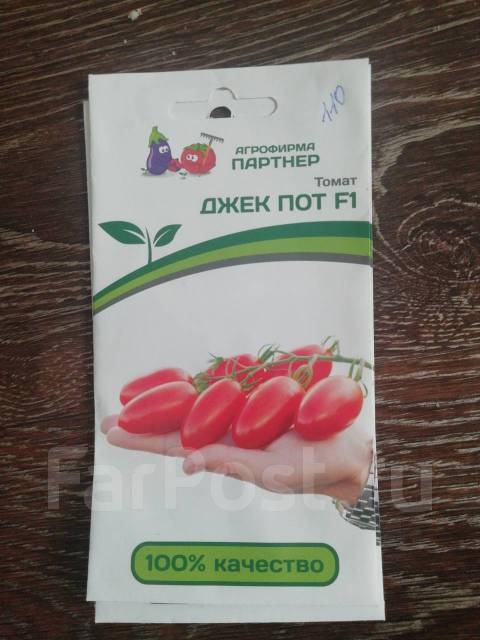 110
АГРОФИРМА
ПАРТНЕР
Томат
ДЖЕК ПОТ F1
FarPost.ru
100% качество